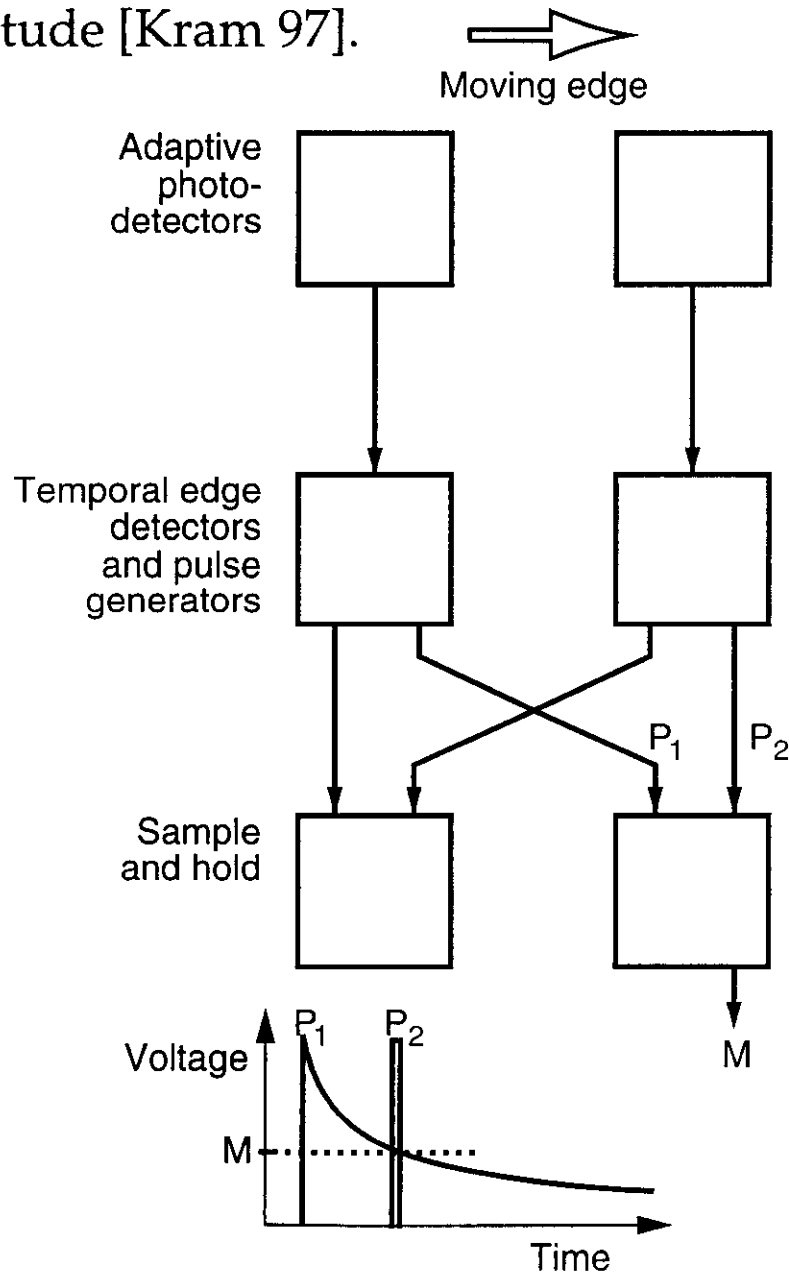 tude [Kram 97].
Moving edge
Adaptive
photo-
detectors
Temporal edge
detectors
and pulse
generators
P1
P2
Sample
and hold
M
P1
P2
Voltage
M
Time